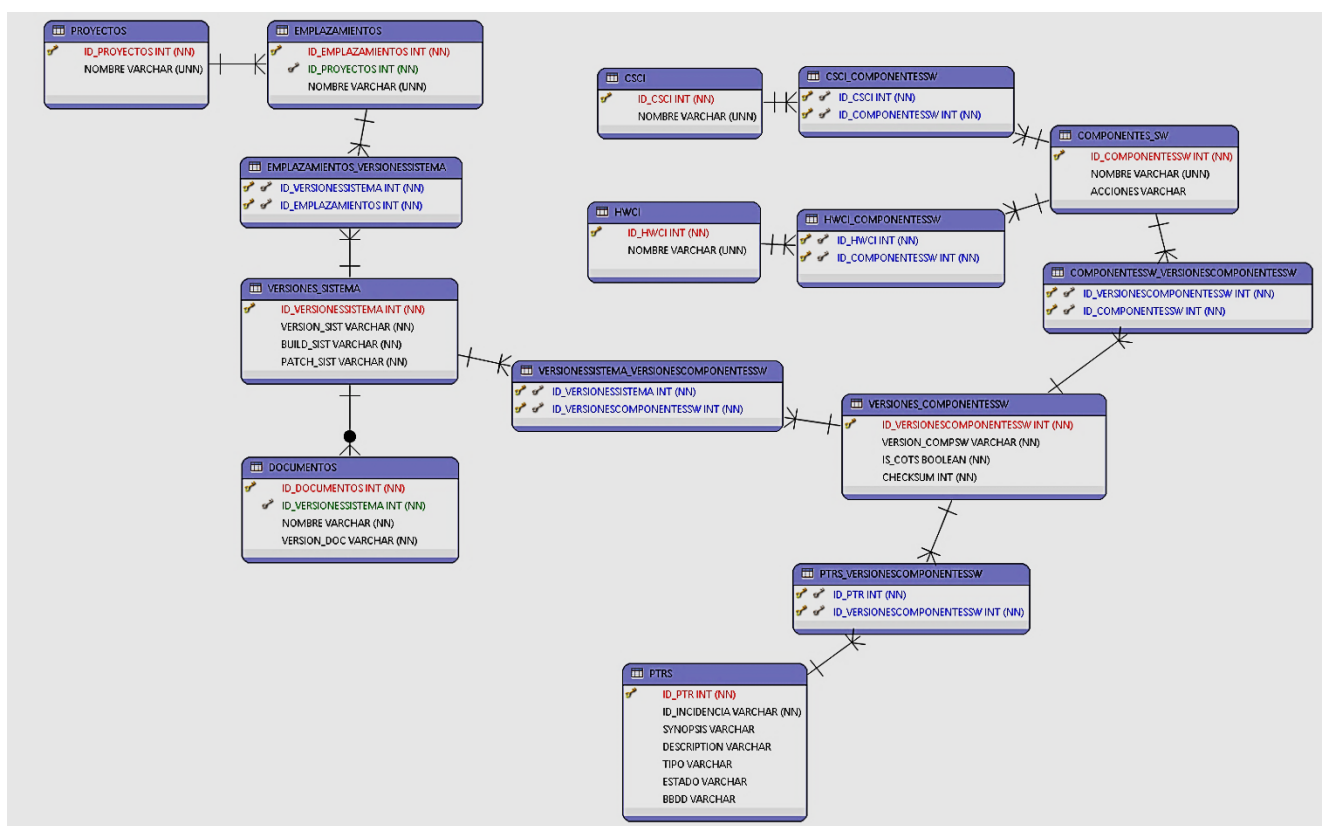 PROYECTOS
ID_PROYECTOS INT (NN)
NOMBRE VARCHAR (UNN)
EMPLAZAMIENTOS
ID_EMPLAZAMIENTOS INT (NN)
ID_PROYECTOS INT (NN)
NOMBRE VARCHAR (UNN)
CSCI
ID_CSCI INT (NN)
NOMBRE VARCHAR (UNN)
CSCI_COMPONENTESSW
ID_CSCI INT (NN)
ID_COMPONENTESSW INT (NN)
COMPONENTES_SW
ID_COMPONENTESSW INT (NN)
NOMBRE VARCHAR (UNN)
ACCIONES VARCHAR
EMPLAZAMIENTOS_VERSIONESSISTEMA
ID_VERSIONESSISTEMA INT (NN)
ID_EMPLAZAMIENTOS INT (NN)
HWCI
ID_HWCI INT (NN)
NOMBRE VARCHAR (UNN)
HWCI_COMPONENTESSW
ID_HWCI INT (NN)
ID_COMPONENTESSW INT (NN)
COMPONENTESSW_VERSIONESCOMPONENTESSW
ID_VERSIONESCOMPONENTESSW INT (NN)
ID_COMPONENTESSW INT (NN)
VERSIONES_SISTEMA
ID_VERSIONESSISTEMA INT (NN)
VERSION_SIST VARCHAR (NN)
BUILD_SIST VARCHAR (NN)
PATCH_SIST VARCHAR (NN)
VERSIONESSISTEMA_VERSIONESCOMPONENTESSW
ID_VERSIONESSISTEMA INT (NN)
ID_VERSIONESCOMPONENTESSW INT (NN)
VERSIONES_COMPONENTESSW
ID_VERSIONESCOMPONENTESSW INT (NN)
VERSION_COMPSW VARCHAR (NN)
IS_COTS BOOLEAN (NN)
CHECKSUM INT (NN)
DOCUMENTOS
ID_DOCUMENTOS INT (NN)
ID_VERSIONESSISTEMA INT (NN)
NOMBRE VARCHAR (NN)
VERSION_DOC VARCHAR (NN)
PTRS_VERSIONESCOMPONENTESSW
ID_PTR INT (NN)
ID_VERSIONESCOMPONENTESSW INT (NN)
PTRS
ID_PTR INT (NN)
ID_INCIDENCIA VARCHAR (NN)
SYNOPSIS VARCHAR
DESCRIPTION VARCHAR
TIPO VARCHAR
ESTADO VARCHAR
BBDD VARCHAR